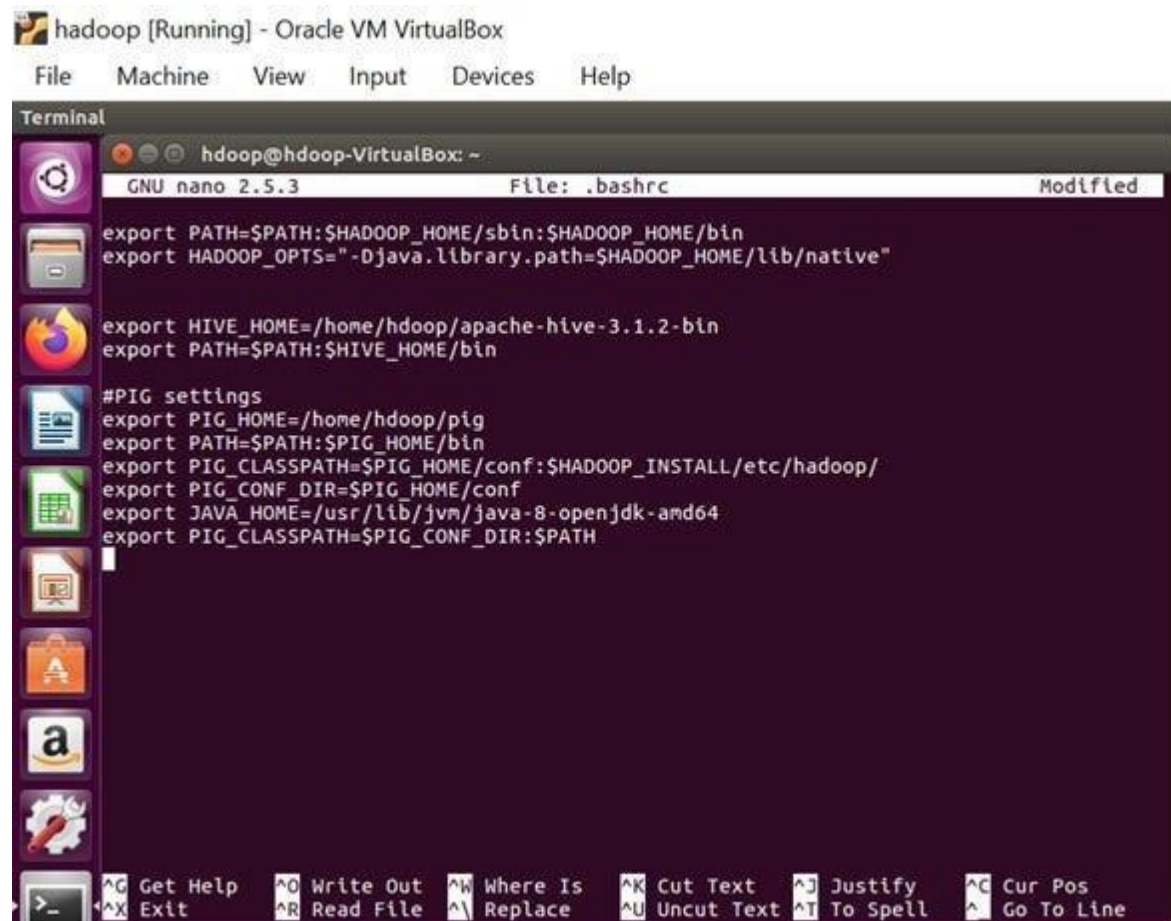 hadoop [Running] - Oracle VM VirtualBox
File Machine View Input Devices Help
Terminal
hdoop@hdoop-VirtualBox: ~
GNU nano 2.5.3 File: .bashrc Modified
export PATH=$PATH:$HADOOP_HOME/sbin:$HADOOP_HOME/bin
export HADOOP_OPTS="-Djava.library.path=$HADOOP_HOME/lib/native"
export HIVE_HOME=/home/hdoop/apache-hive-3.1.2-bin
export PATH=$PATH:$HIVE_HOME/bin
#PIG settings
export PIG_HOME=/home/hdoop/pig
export PATH=$PATH:$PIG_HOME/bin
export PIG_CLASSPATH=$PIG_HOME/conf:$HADOOP_INSTALL/etc/hadoop/
export PIG_CONF_DIR=$PIG_HOME/conf
export JAVA_HOME=/usr/lib/jvm/java-8-openjdk-amd64
export PIG_CLASSPATH=$PIG_CONF_DIR:$PATH
^G Get Help ^O Write Out ^W Where Is ^K Cut Text ^J Justify ^C Cur Pos
^X Exit ^R Read File ^\ Replace ^U Uncut Text ^T To Spell ^_ Go To Line